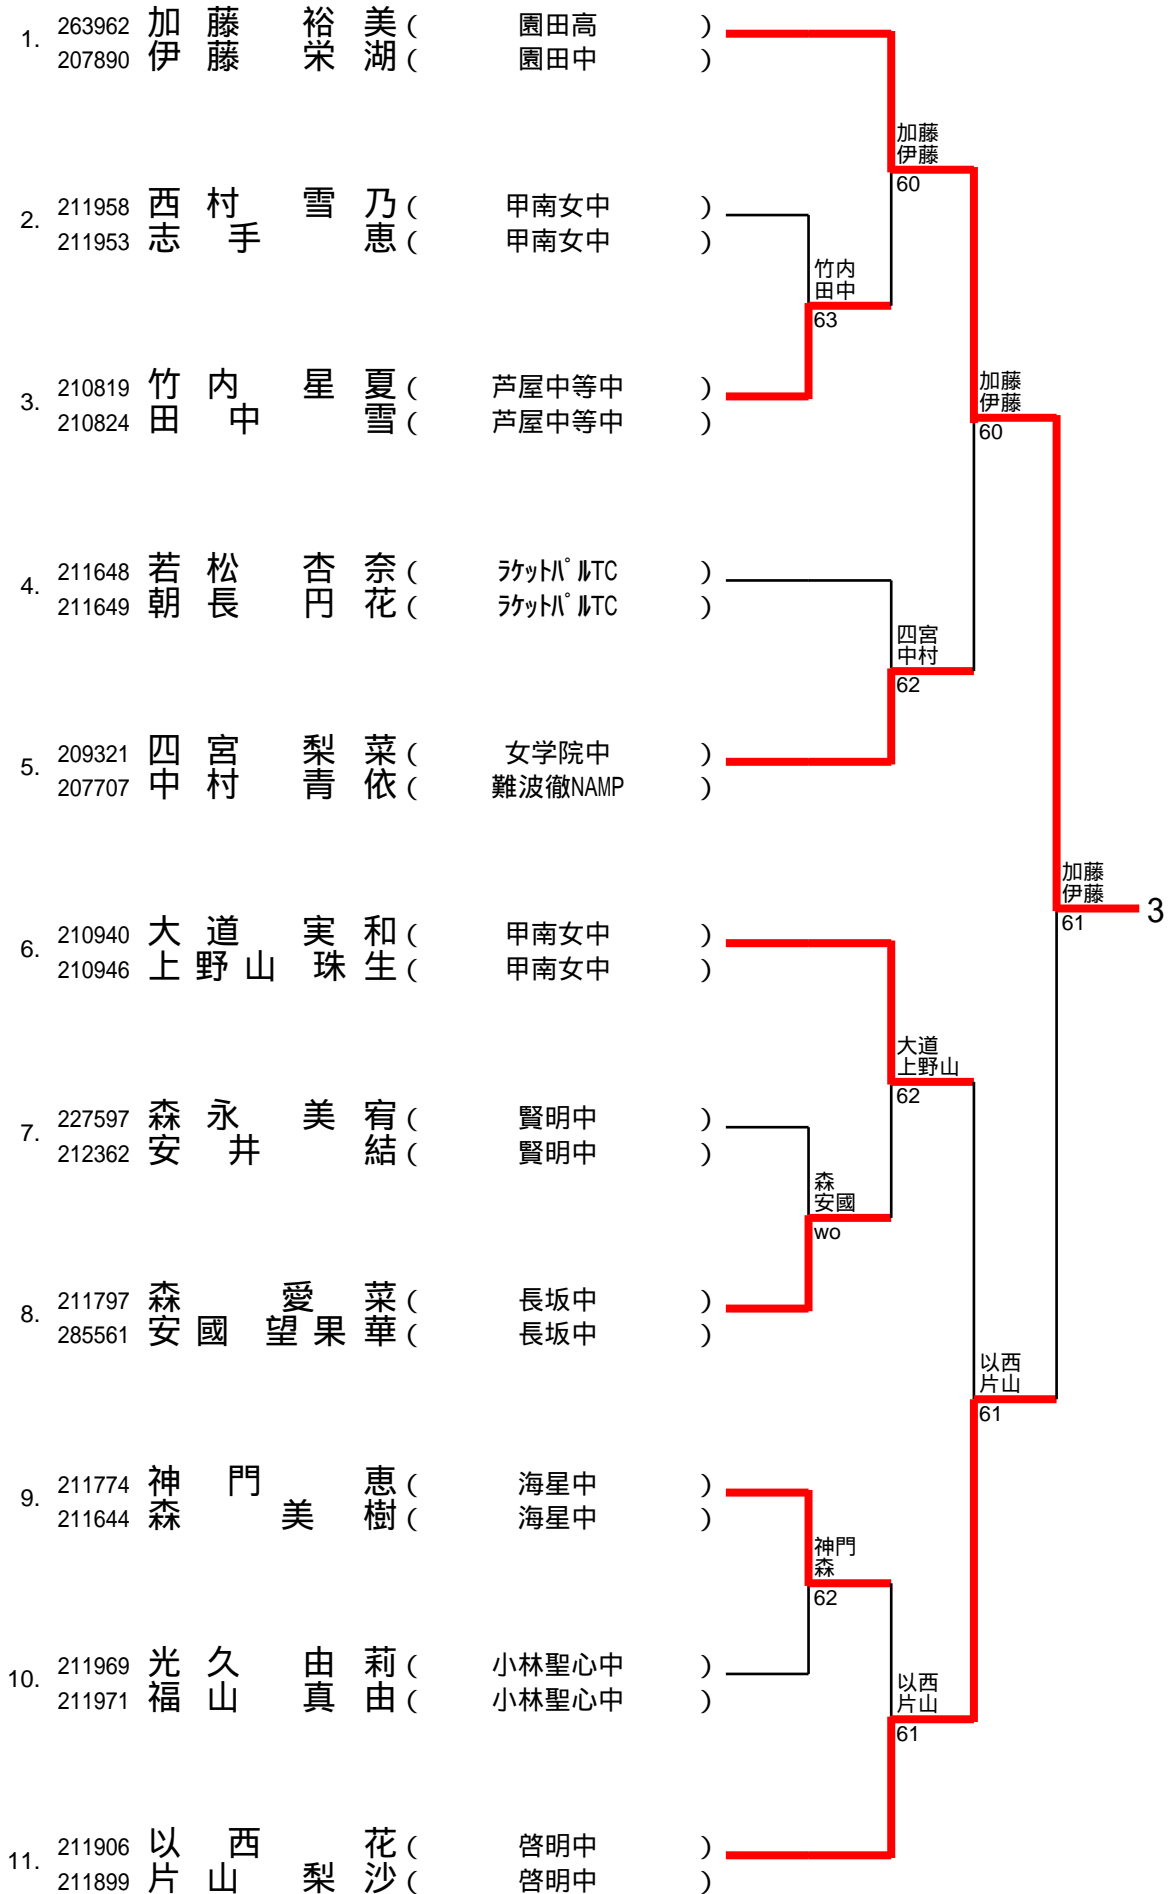 1. 263962 加藤 裕美 ( 園田高 )
207890 伊藤 栄湖 ( 園田中 )
加藤
伊藤
60
2. 211958 西村 雪乃 ( 甲南女中 )
211953 志手 恵 ( 甲南女中 )
竹内
田中
63
3. 210819 竹内 星夏 ( 芦屋中等中 )
210824 田中 雪 ( 芦屋中等中 )
加藤
伊藤
60
4. 211648 若松 杏奈 ( ﾗｹｯﾄﾊﾟﾙTC )
211649 朝長 円花 ( ﾗｹｯﾄﾊﾟﾙTC )
四宮
中村
62
5. 209321 四宮 梨菜 ( 女学院中 )
207707 中村 青依 ( 難波徹NAMP )
加藤
伊藤
61
3
6. 210940 大道 実和 ( 甲南女中 )
210946 上野山 珠生 ( 甲南女中 )
大道
上野山
62
7. 227597 森永 美宥 ( 賢明中 )
212362 安井 結 ( 賢明中 )
森
安國
wo
8. 211797 森 愛菜 ( 長坂中 )
285561 安國 望果華 ( 長坂中 )
以西
片山
61
9. 211774 神門 恵 ( 海星中 )
211644 森 美樹 ( 海星中 )
神門
森
62
10. 211969 光久 由莉 ( 小林聖心中 )
211971 福山 真由 ( 小林聖心中 )
以西
片山
61
11. 211906 以西 花 ( 啓明中 )
211899 片山 梨沙 ( 啓明中 )